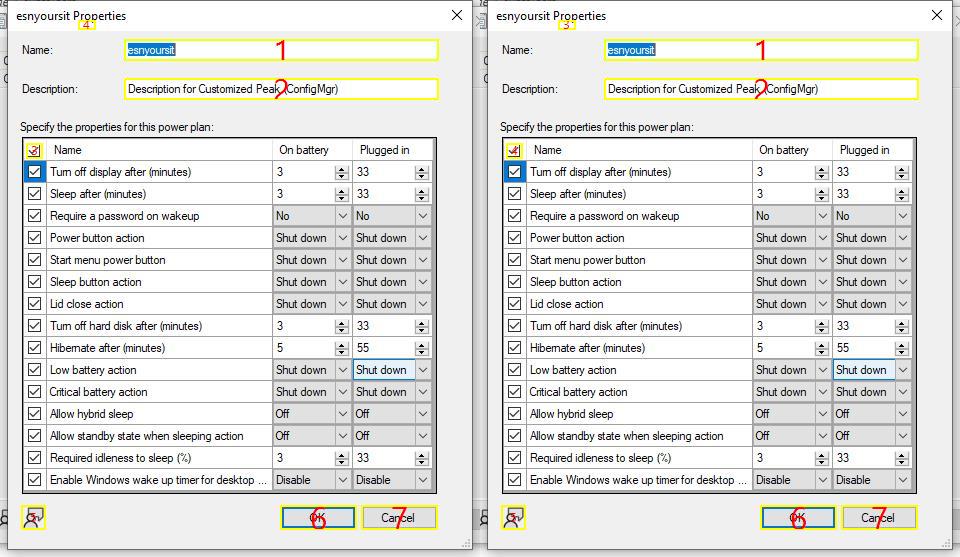 esnyoursit Properties
4
Name:
esnyoursit
1
Description:
Description for Customized Peak (ConfigMgr)
2
Specify the properties for this power plan:
3
Name On battery Plugged in
Turn off display after (minutes) 3 33
Sleep after (minutes) 3 33
Require a password on wakeup No No
Power button action Shut down Shut down
Start menu power button Shut down Shut down
Sleep button action Shut down Shut down
Lid close action Shut down Shut down
Turn off hard disk after (minutes) 3 33
Hibernate after (minutes) 5 55
Low battery action Shut down Shut down
Critical battery action Shut down Shut down
Allow hybrid sleep Off Off
Allow standby state when sleeping action Off Off
Required idleness to sleep (%) 3 33
Enable Windows wake up timer for desktop ... Disable Disable
OK
6
Cancel
7
esnyoursit Properties
3
Name:
esnyoursit
1
Description:
Description for Customized Peak (ConfigMgr)
2
Specify the properties for this power plan:
4
Name On battery Plugged in
Turn off display after (minutes) 3 33
Sleep after (minutes) 3 33
Require a password on wakeup No No
Power button action Shut down Shut down
Start menu power button Shut down Shut down
Sleep button action Shut down Shut down
Lid close action Shut down Shut down
Turn off hard disk after (minutes) 3 33
Hibernate after (minutes) 5 55
Low battery action Shut down Shut down
Critical battery action Shut down Shut down
Allow hybrid sleep Off Off
Allow standby state when sleeping action Off Off
Required idleness to sleep (%) 3 33
Enable Windows wake up timer for desktop ... Disable Disable
OK
6
Cancel
7